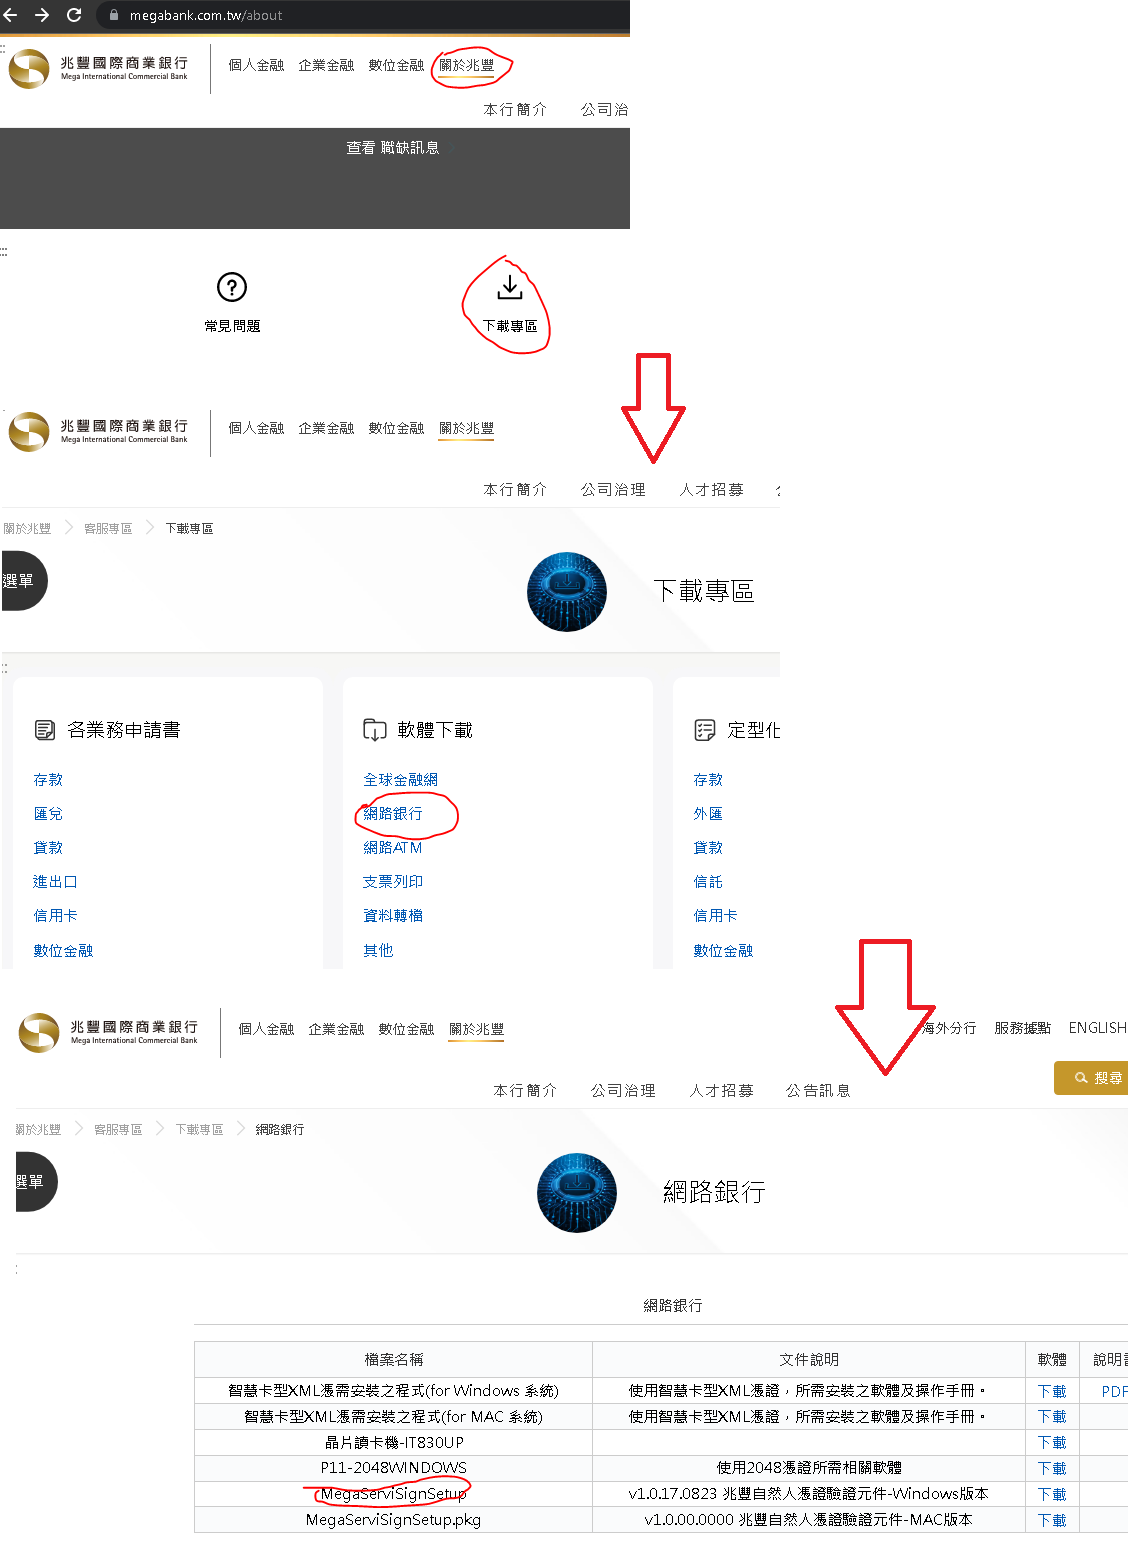 megabank.com.tw/about
兆豐國際商業銀行
Mega International Commercial Bank
個人金融 企業金融 數位金融 關於兆豐
本行簡介 公司治
查看 職缺訊息
常見問題 下載專區
兆豐國際商業銀行
Mega International Commercial Bank
個人金融 企業金融 數位金融 關於兆豐
本行簡介 公司治理 人才招募
關於兆豐 客服專區 下載專區
選單
下載專區
各業務申請書
存款
匯兌
貸款
進出口
信用卡
數位金融
軟體下載
全球金融網
網路銀行
網路ATM
支票列印
資料轉檔
其他
定型化
存款
外匯
貸款
信託
信用卡
數位金融
兆豐國際商業銀行
Mega International Commercial Bank
個人金融 企業金融 數位金融 關於兆豐
海外分行 服務據點 ENGLISH
搜尋
本行簡介 公司治理 人才招募 公告訊息
關於兆豐 客服專區 下載專區 網路銀行
選單
網路銀行
網路銀行
檔案名稱 文件說明 軟體 說明書
智慧卡型XML憑需安裝之程式(for Windows 系統) 使用智慧卡型XML憑證，所需安裝之軟體及操作手冊。 下載 PDF
智慧卡型XML憑需安裝之程式(for MAC 系統) 使用智慧卡型XML憑證，所需安裝之軟體及操作手冊。 下載
晶片讀卡機-IT830UP 下載
P11-2048WINDOWS 使用2048憑證所需相關軟體 下載
MegaServiSignSetup v1.0.17.0823 兆豐自然人憑證驗證元件-Windows版本 下載
MegaServiSignSetup.pkg v1.0.00.0000 兆豐自然人憑證驗證元件-MAC版本 下載